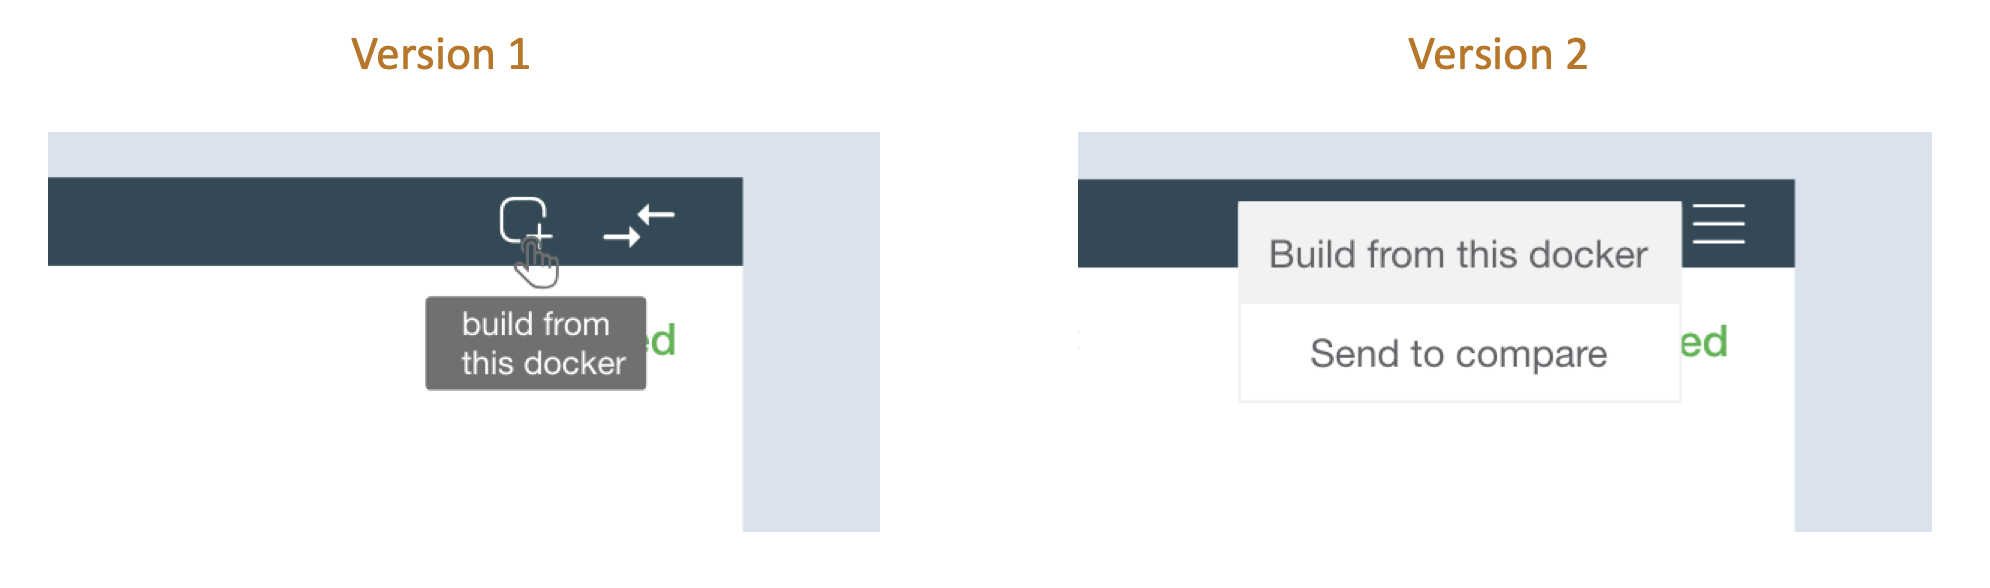 Version 1
Version 2
build from
this docker
ed
Build from this docker
Send to compare
ed